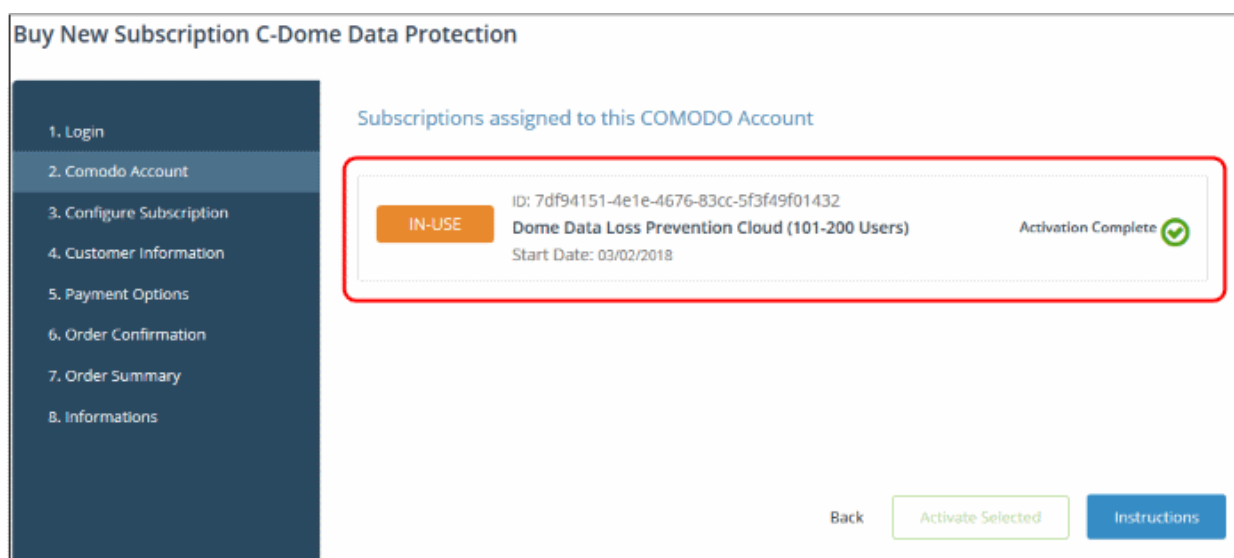 Buy New Subscription C-Dome Data Protection
1. Login
2. Comodo Account
3. Configure Subscription
4. Customer Information
5. Payment Options
6. Order Confirmation
7. Order Summary
8. Informations
Subscriptions assigned to this COMODO Account
IN-USE
ID: 7df94151-4e1e-4676-83cc-5f3f49f01432
Dome Data Loss Prevention Cloud (101-200 Users)
Start Date: 03/02/2018
Activation Complete
Back
Activate Selected
Instructions